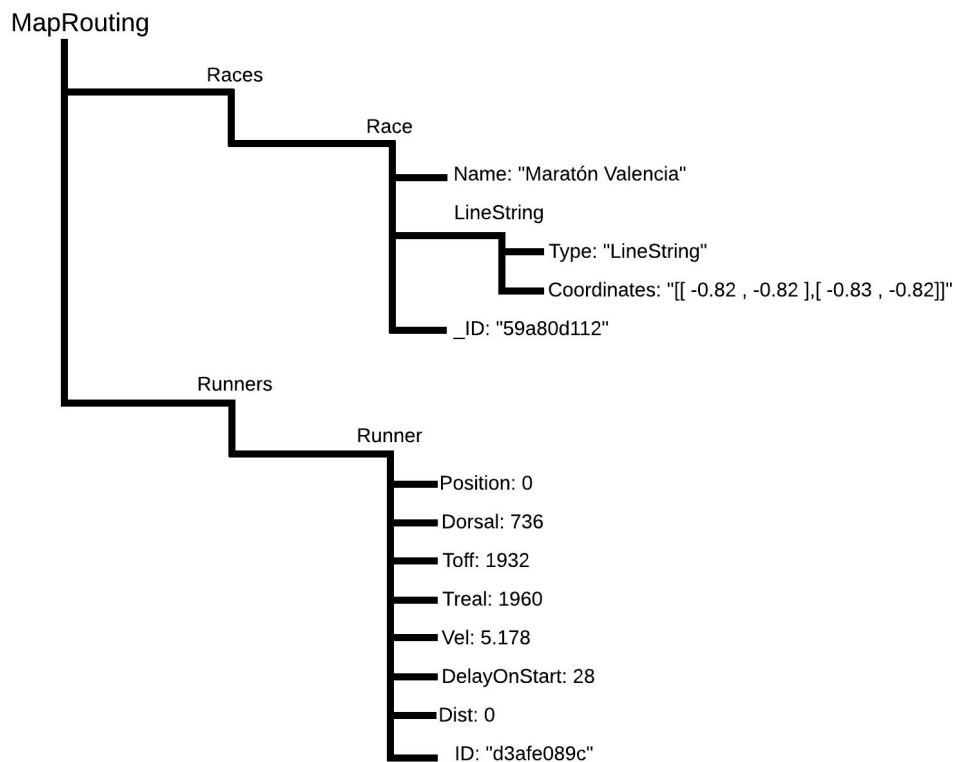 MapRouting
Races
Race
Name: "Maratón Valencia"
LineString
Type: "LineString"
Coordinates: "[[ -0.82 , -0.82 ],[ -0.83 , -0.82]]"
_ID: "59a80d112"
Runners
Runner
Position: 0
Dorsal: 736
Toff: 1932
Treal: 1960
Vel: 5.178
DelayOnStart: 28
Dist: 0
ID: "d3afe089c"